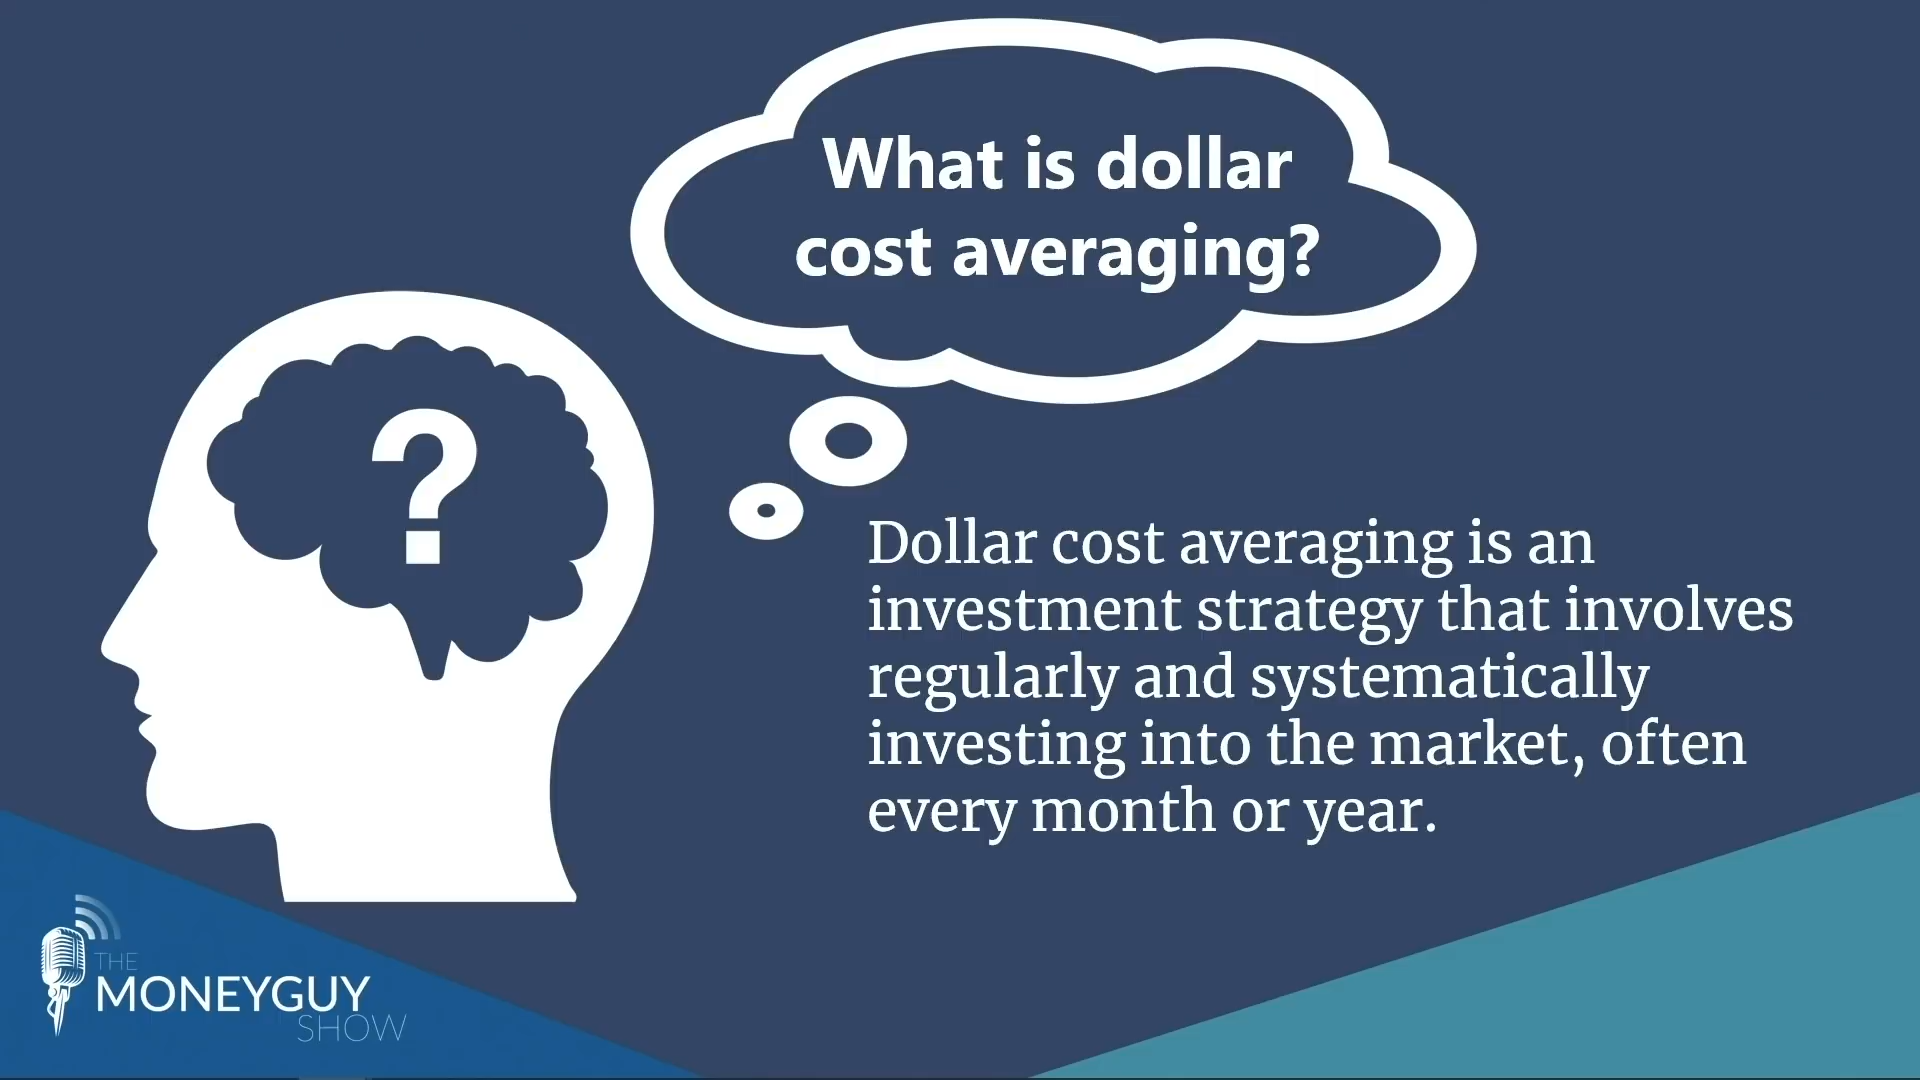 What is dollar
cost averaging?
?
Dollar cost averaging is an
investment strategy that involves
regularly and systematically
investing into the market, often
every month or year.
THE
MONEYGUY
SHOW